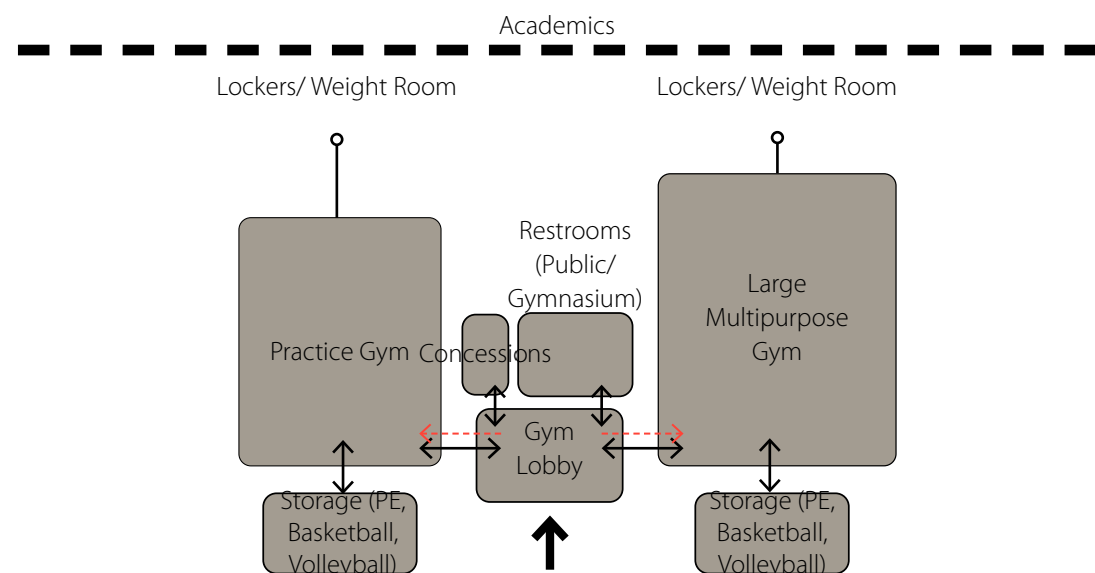 Academics
Lockers/ Weight Room
Lockers/ Weight Room
Restrooms
(Public/
Gymnasium)
Large
Multipurpose
Gym
Practice Gym
Concessions
Gym
Lobby
Storage (PE,
Basketball,
Volleyball)
Storage (PE,
Basketball,
Volleyball)